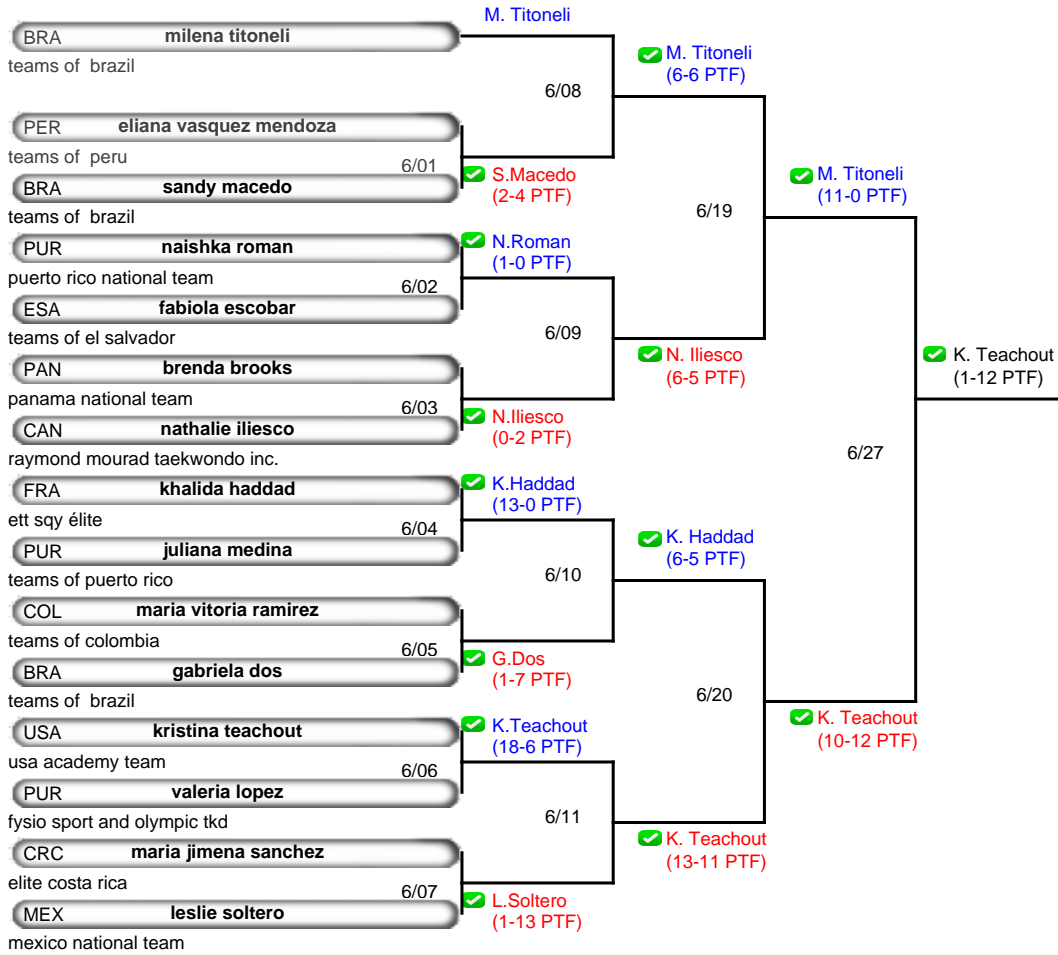 M. Titoneli
BRA milena titoneli
teams of brazil
M. Titoneli
(6-6 PTF)
6/08
PER eliana vasquez mendoza
teams of peru
6/01
BRA sandy macedo
teams of brazil
S.Macedo
(2-4 PTF)
M. Titoneli
(11-0 PTF)
6/19
PUR naishka roman
puerto rico national team
N.Roman
(1-0 PTF)
6/02
ESA fabiola escobar
teams of el salvador
6/09
PAN brenda brooks
panama national team
N. Iliesco
(6-5 PTF)
K. Teachout
(1-12 PTF)
6/03
CAN nathalie iliesco
raymond mourad taekwondo inc.
N.Iliesco
(0-2 PTF)
6/27
FRA khalida haddad
ett sqy élite
K.Haddad
(13-0 PTF)
6/04
PUR juliana medina
teams of puerto rico
K. Haddad
(6-5 PTF)
6/10
COL maria vitoria ramirez
teams of colombia
6/05
BRA gabriela dos
teams of brazil
G.Dos
(1-7 PTF)
6/20
USA kristina teachout
usa academy team
K.Teachout
(18-6 PTF)
K. Teachout
(10-12 PTF)
6/06
PUR valeria lopez
fysio sport and olympic tkd
6/11
CRC maria jimena sanchez
elite costa rica
K. Teachout
(13-11 PTF)
6/07
MEX leslie soltero
mexico national team
L.Soltero
(1-13 PTF)